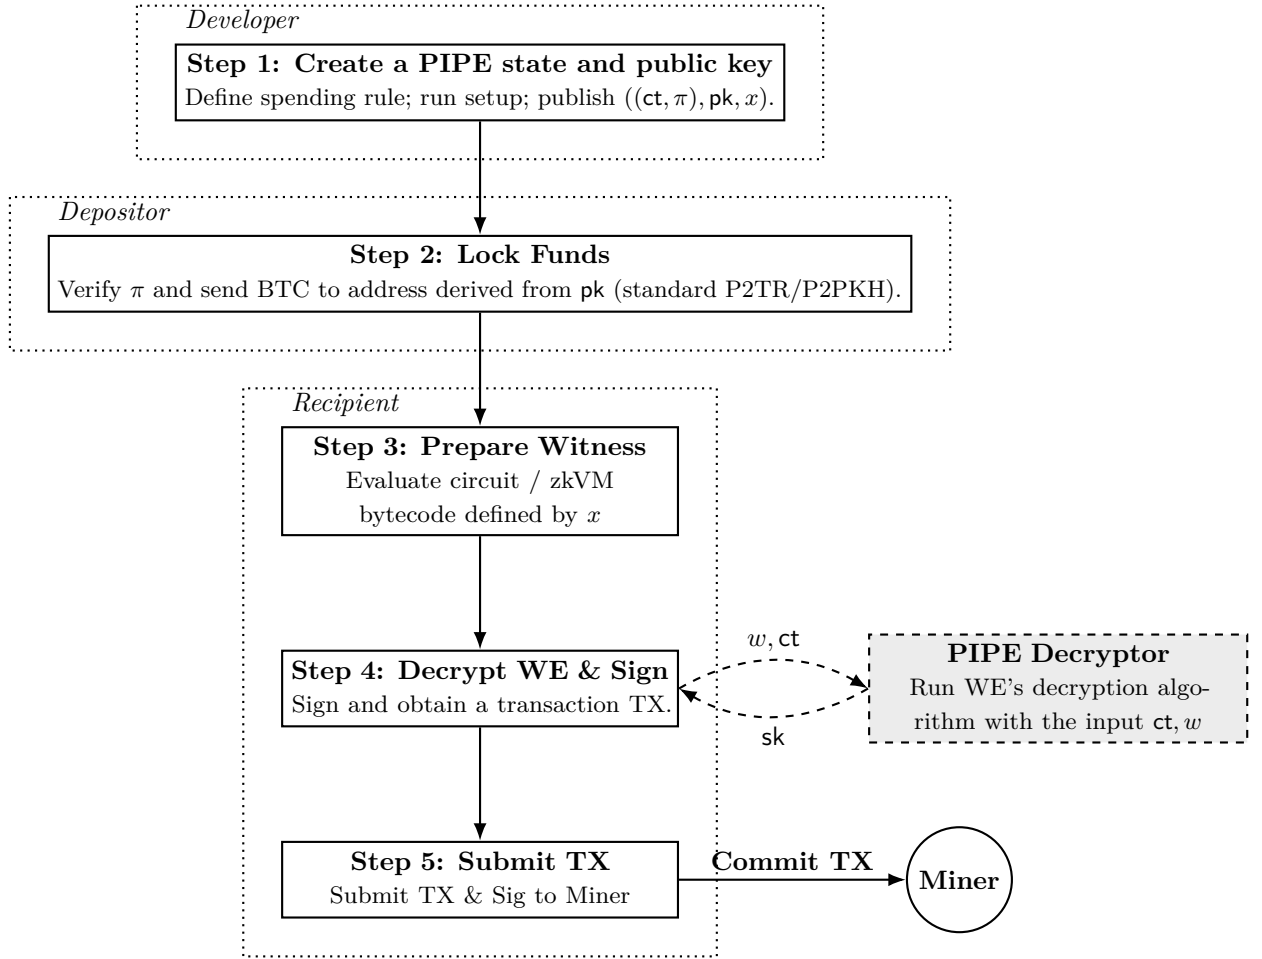 Developer
Step 1: Create a PIPE state and public key
Define spending rule; run setup; publish ((ct, π), pk, x).
Depositor
Step 2: Lock Funds
Verify π and send BTC to address derived from pk (standard P2TR/P2PKH).
Recipient
Step 3: Prepare Witness
Evaluate circuit / zkVM
bytecode defined by x
Step 4: Decrypt WE & Sign
Sign and obtain a transaction TX.
w, ct
sk
PIPE Decryptor
Run WE's decryption algo-
rithm with the input ct, w
Step 5: Submit TX
Submit TX & Sig to Miner
Commit TX
Miner